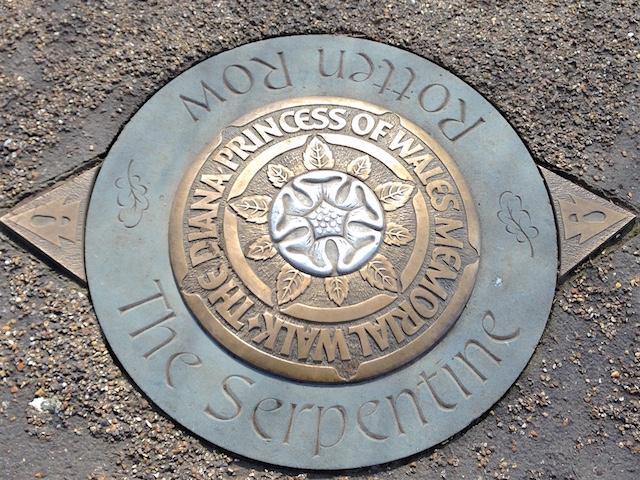 Rotten Row
THE DIANA PRINCESS OF WALES MEMORIAL WALK
The Serpentine